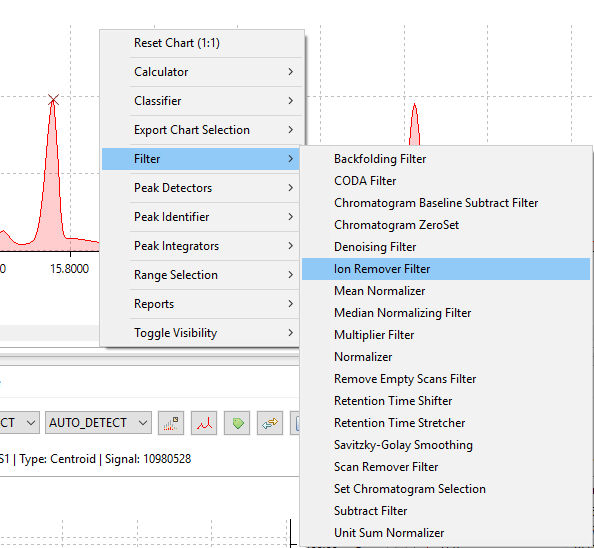 Reset Chart (1:1)
Calculator
Classifier
Export Chart Selection
Filter
Peak Detectors
Peak Identifier
Peak Integrators
Range Selection
Reports
Toggle Visibility
Backfolding Filter
CODA Filter
Chromatogram Baseline Subtract Filter
Chromatogram ZeroSet
Denoising Filter
Ion Remover Filter
Mean Normalizer
Median Normalizing Filter
Multiplier Filter
Normalizer
Remove Empty Scans Filter
Retention Time Shifter
Retention Time Stretcher
Savitzky-Golay Smoothing
Scan Remover Filter
Set Chromatogram Selection
Subtract Filter
Unit Sum Normalizer
0 15.8000
CT AUTO_DETECT
S1 | Type: Centroid | Signal: 10980528